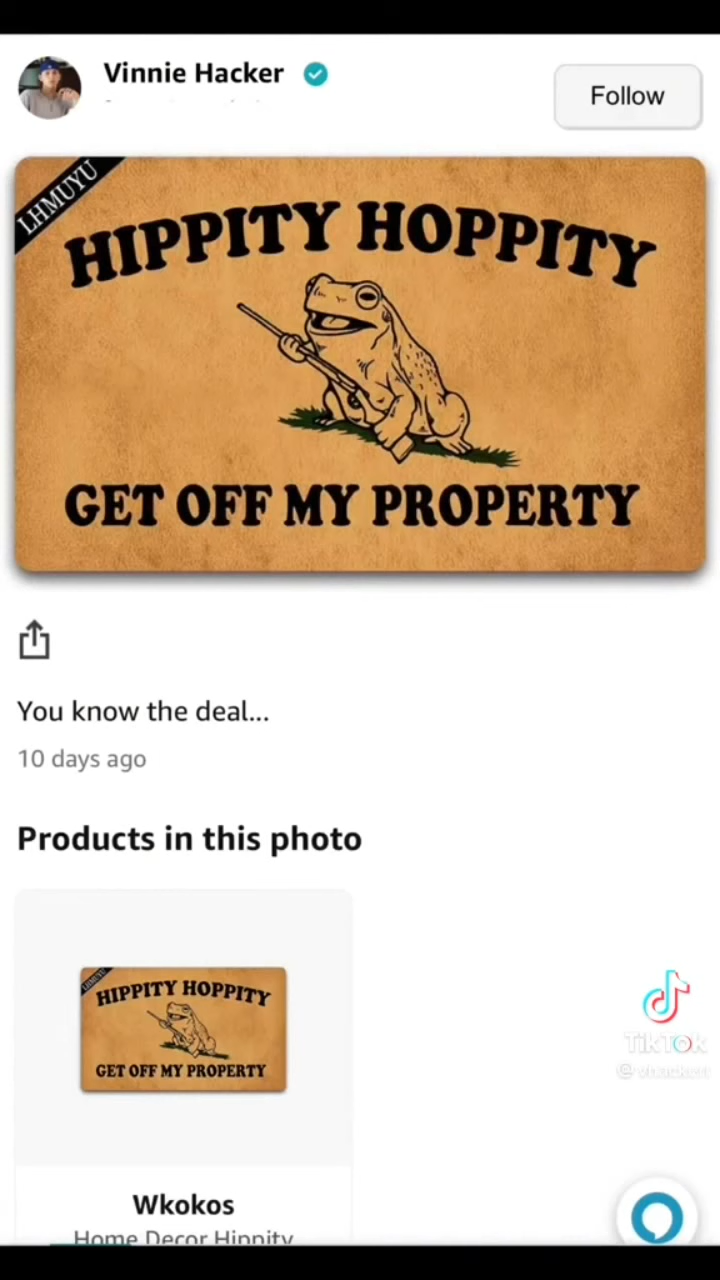 Vinnie Hacker
Follow
LHMUYU
HIPPITY HOPPITY
GET OFF MY PROPERTY
You know the deal...
10 days ago
Products in this photo
LHMUYU
HIPPITY HOPPITY
GET OFF MY PROPERTY
TikTok
Wkokos
Home Decor Hippity